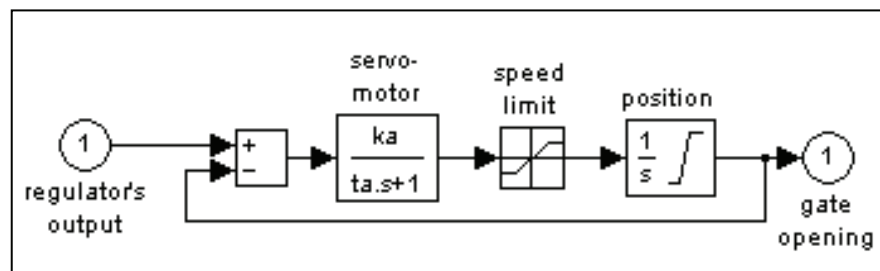 servo-
motor
speed
limit
position
1
+
−
ka
ta.s+1
1
s
1
regulator's
output
gate
opening